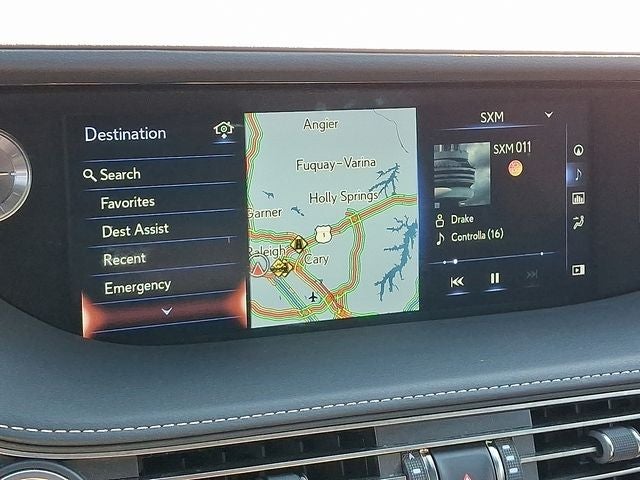 Destination
Search
Favorites
Dest Assist
Recent
Emergency
Angier
Fuquay-Varina
Holly Springs
Garner
1
Raleigh
Cary
SXM
SXM 011
Drake
Controlla (16)